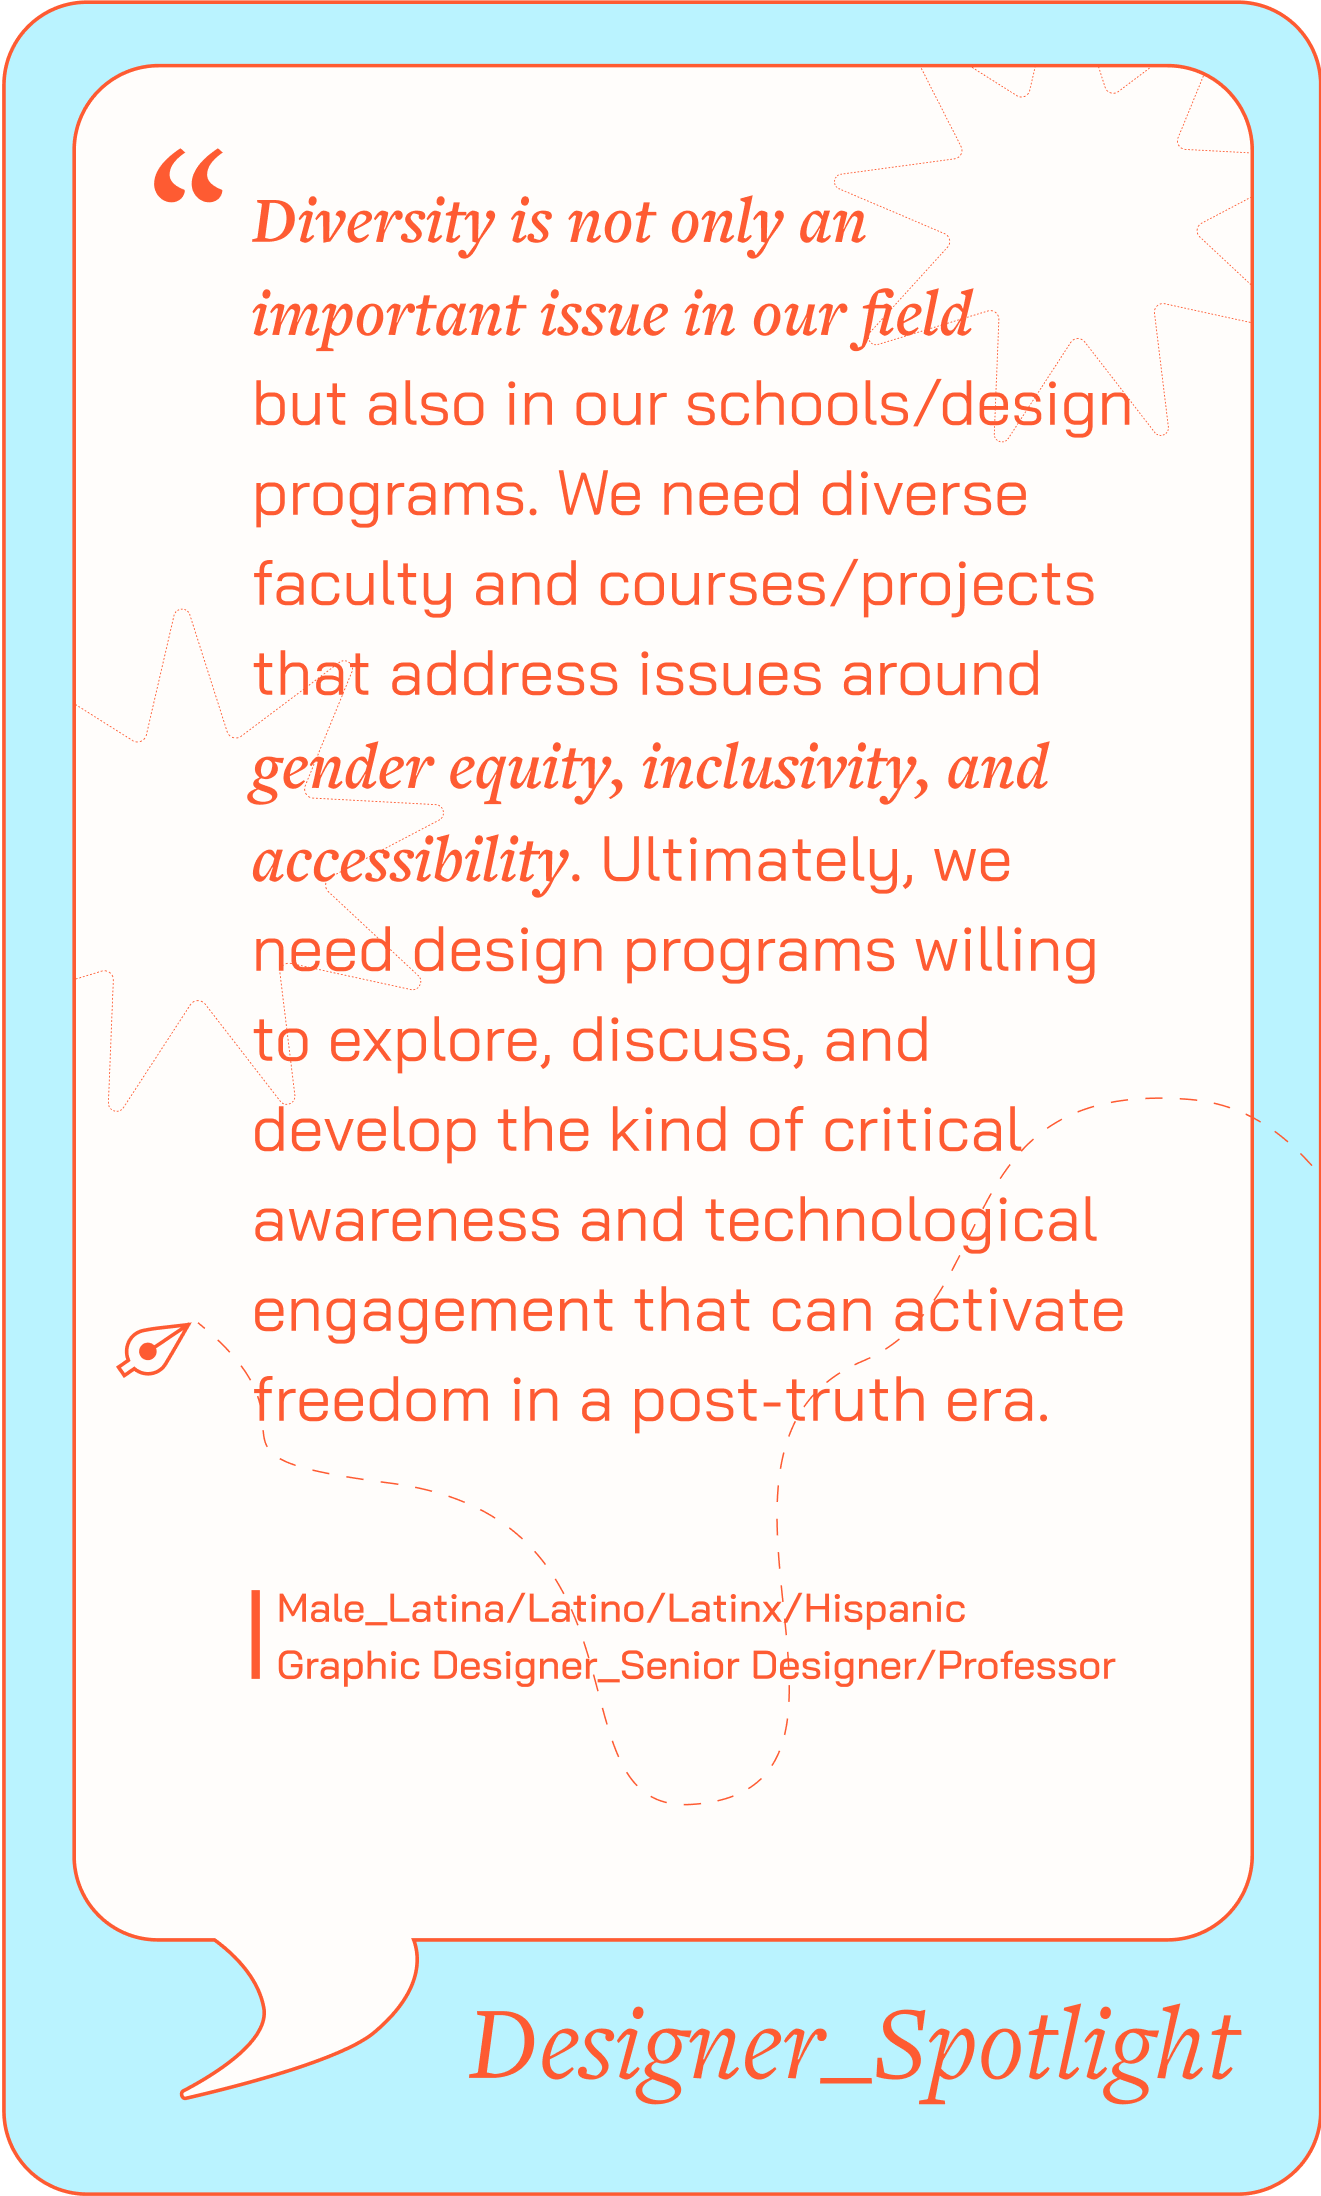 “ Diversity is not only an
important issue in our field
but also in our schools/design
programs. We need diverse
faculty and courses/projects
that address issues around
gender equity, inclusivity, and
accessibility. Ultimately, we
need design programs willing
to explore, discuss, and
develop the kind of critical
awareness and technological
engagement that can activate
freedom in a post-truth era.
Male_Latina/Latino/Latinx/Hispanic
Graphic Designer_Senior Designer/Professor
Designer_Spotlight